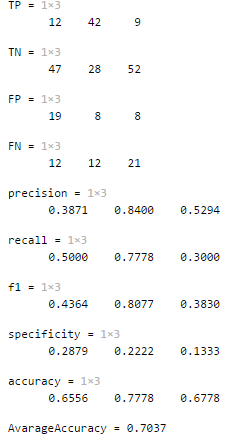 TP = 1×3
12 42 9
TN = 1×3
47 28 52
FP = 1×3
19 8 8
FN = 1×3
12 12 21
precision = 1×3
0.3871 0.8400 0.5294
recall = 1×3
0.5000 0.7778 0.3000
f1 = 1×3
0.4364 0.8077 0.3830
specificity = 1×3
0.2879 0.2222 0.1333
accuracy = 1×3
0.6556 0.7778 0.6778
AvarageAccuracy = 0.7037